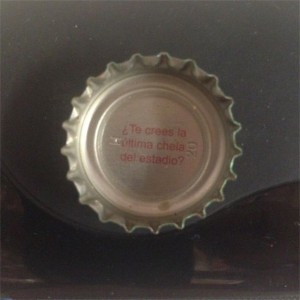 ¿Te crees la
última chela
del estadio?